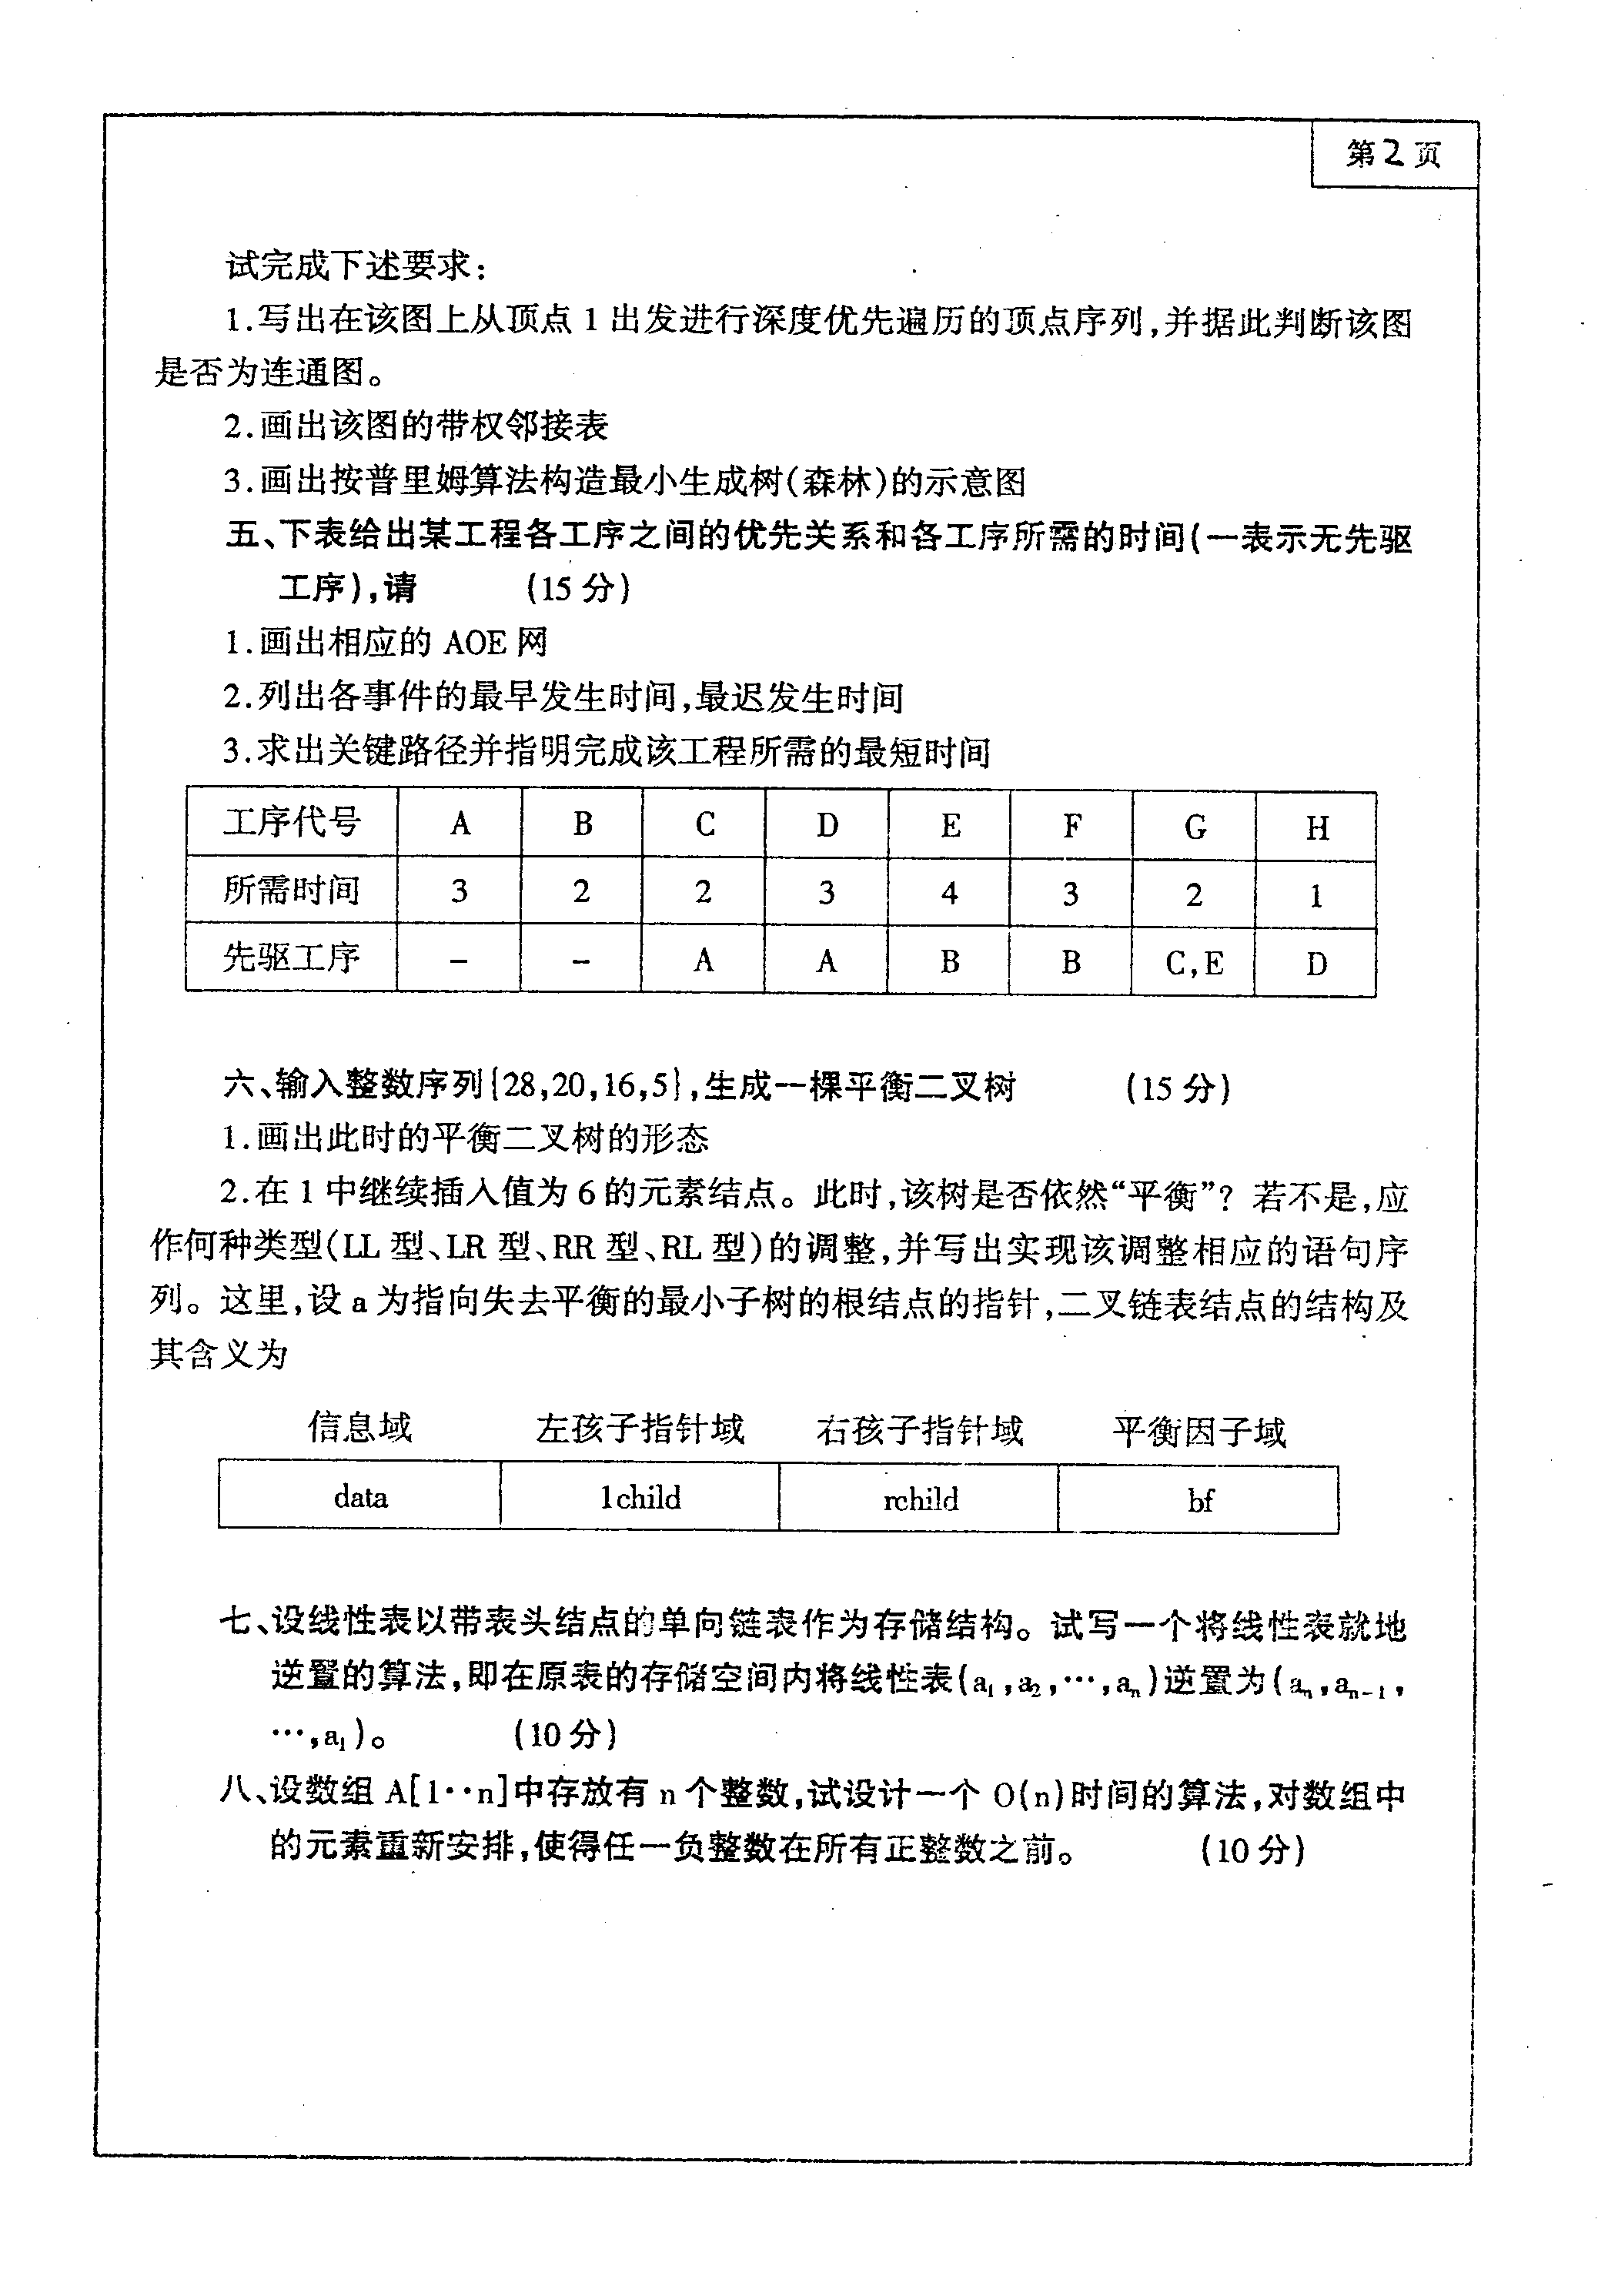 第2页
试完成下述要求:
1.写出在该图上从顶点1出发进行深度优先遍历的顶点序列,并据此判断该图
是否为连通图。
2.画出该图的带权邻接表
3.画出按普里姆算法构造最小生成树(森林)的示意图
五、下表给出某工程各工序之间的优先关系和各工序所需的时间(一表示无先驱
工序),请 (15分)
1.画出相应的 AOE 网
2.列出各事件的最早发生时间,最迟发生时间
3.求出关键路径并指明完成该工程所需的最短时间
工序代号 A B C D E F G H
所需时间 3 2 2 3 4 3 2 1
先驱工序 － － A A B B C,E D
六、输入整数序列{28,20,16,5},生成一棵平衡二叉树 (15分)
1.画出此时的平衡二叉树的形态
2.在1中继续插入值为6的元素结点。此时,该树是否依然“平衡”? 若不是,应
作何种类型(LL 型、LR 型、RR 型、RL 型)的调整,并写出实现该调整相应的语句序
列。这里,设 a 为指向失去平衡的最小子树的根结点的指针,二叉链表结点的结构及
其含义为
信息域 左孩子指针域 右孩子指针域 平衡因子域
data lchild rchild bf
七、设线性表以带表头结点的单向链表作为存储结构。试写一个将线性表就地
逆置的算法,即在原表的存储空间内将线性表(a₁,a₂,…,aₙ)逆置为(aₙ,aₙ₋₁,
…,a₁)。 (10分)
八、设数组 A[1··n]中存放有 n 个整数,试设计一个 O(n)时间的算法,对数组中
的元素重新安排,使得任一负整数在所有正整数之前。 (10分)